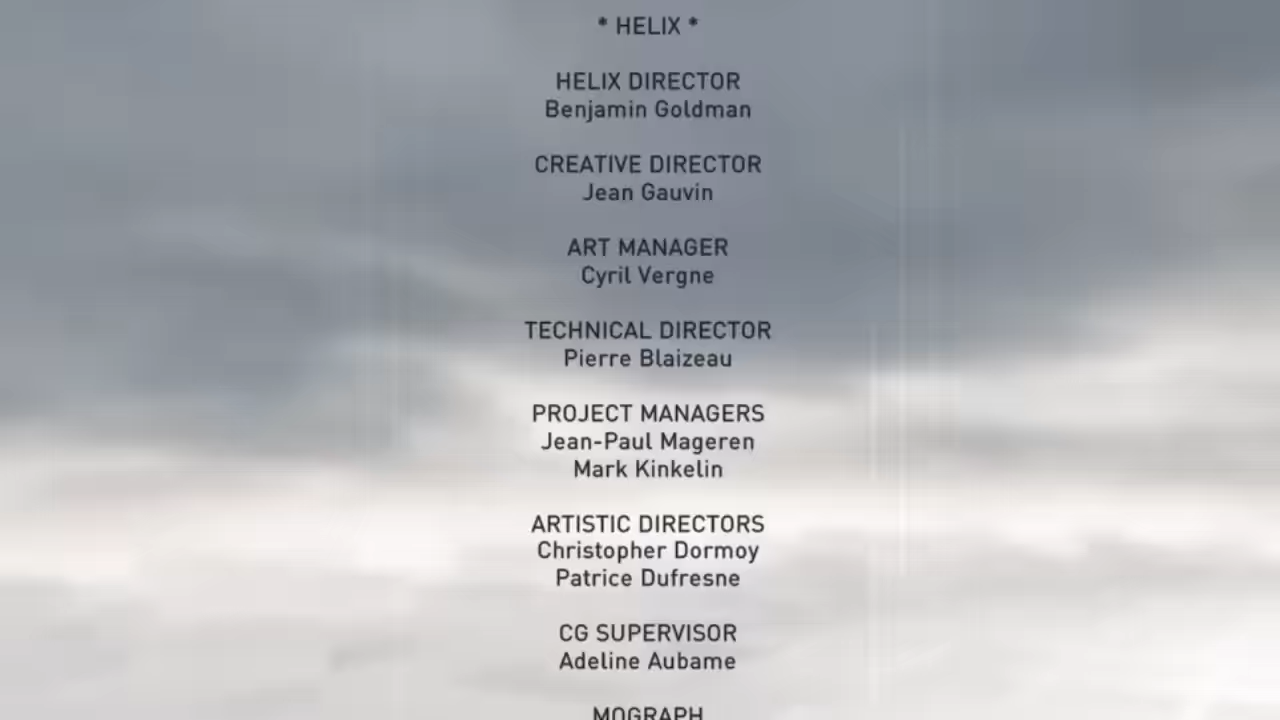 * HELIX *
HELIX DIRECTOR
Benjamin Goldman
CREATIVE DIRECTOR
Jean Gauvin
ART MANAGER
Cyril Vergne
TECHNICAL DIRECTOR
Pierre Blaizeau
PROJECT MANAGERS
Jean-Paul Mageren
Mark Kinkelin
ARTISTIC DIRECTORS
Christopher Dormoy
Patrice Dufresne
CG SUPERVISOR
Adeline Aubame
MOGRAPH